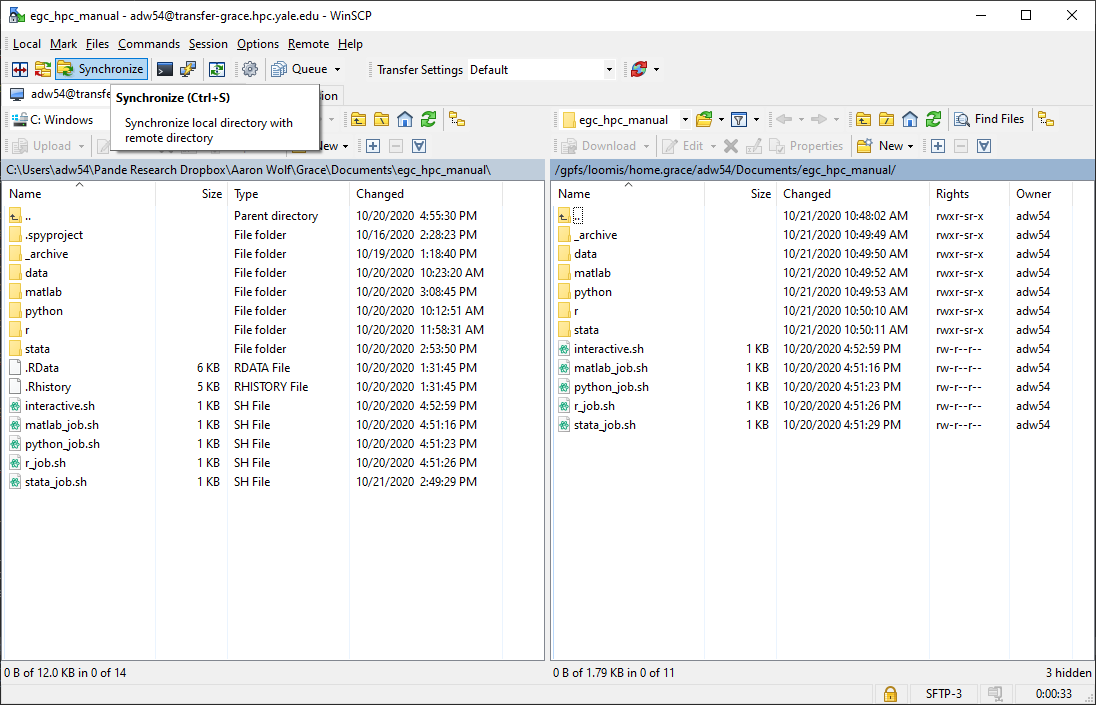 egc_hpc_manual - adw54@transfer-grace.hpc.yale.edu - WinSCP
Local Mark Files Commands Session Options Remote Help
Synchronize Queue Transfer Settings Default
adw54@transfe
Synchronize (Ctrl+S)
Synchronize local directory with
remote directory
C: Windows
egc_hpc_manual Find Files
Upload New
Download Edit Properties New
C:\Users\adw54\Pande Research Dropbox\Aaron Wolf\Grace\Documents\egc_hpc_manual\
Name Size Type Changed
.. Parent directory 10/20/2020 4:55:30 PM
.spyproject File folder 10/16/2020 2:28:23 PM
_archive File folder 10/19/2020 1:18:40 PM
data File folder 10/20/2020 10:23:20 AM
matlab File folder 10/20/2020 3:08:45 PM
python File folder 10/20/2020 10:12:51 AM
r File folder 10/20/2020 11:58:31 AM
stata File folder 10/20/2020 2:53:50 PM
.RData 6 KB RDATA File 10/20/2020 1:31:45 PM
.Rhistory 5 KB RHISTORY File 10/20/2020 1:31:45 PM
interactive.sh 1 KB SH File 10/20/2020 4:52:59 PM
matlab_job.sh 1 KB SH File 10/20/2020 4:51:16 PM
python_job.sh 1 KB SH File 10/20/2020 4:51:23 PM
r_job.sh 1 KB SH File 10/20/2020 4:51:26 PM
stata_job.sh 1 KB SH File 10/21/2020 2:49:29 PM
0 B of 12.0 KB in 0 of 14
/gpfs/loomis/home.grace/adw54/Documents/egc_hpc_manual/
Name Size Changed Rights Owner
.. 10/21/2020 10:48:02 AM rwxr-sr-x adw54
_archive 10/21/2020 10:49:49 AM rwxr-sr-x adw54
data 10/21/2020 10:49:50 AM rwxr-sr-x adw54
matlab 10/21/2020 10:49:52 AM rwxr-sr-x adw54
python 10/21/2020 10:49:53 AM rwxr-sr-x adw54
r 10/21/2020 10:50:10 AM rwxr-sr-x adw54
stata 10/21/2020 10:50:11 AM rwxr-sr-x adw54
interactive.sh 1 KB 10/20/2020 4:52:59 PM rw-r--r-- adw54
matlab_job.sh 1 KB 10/20/2020 4:51:16 PM rw-r--r-- adw54
python_job.sh 1 KB 10/20/2020 4:51:23 PM rw-r--r-- adw54
r_job.sh 1 KB 10/20/2020 4:51:26 PM rw-r--r-- adw54
stata_job.sh 1 KB 10/20/2020 4:51:29 PM rw-r--r-- adw54
0 B of 1.79 KB in 0 of 11 3 hidden
SFTP-3 0:00:33